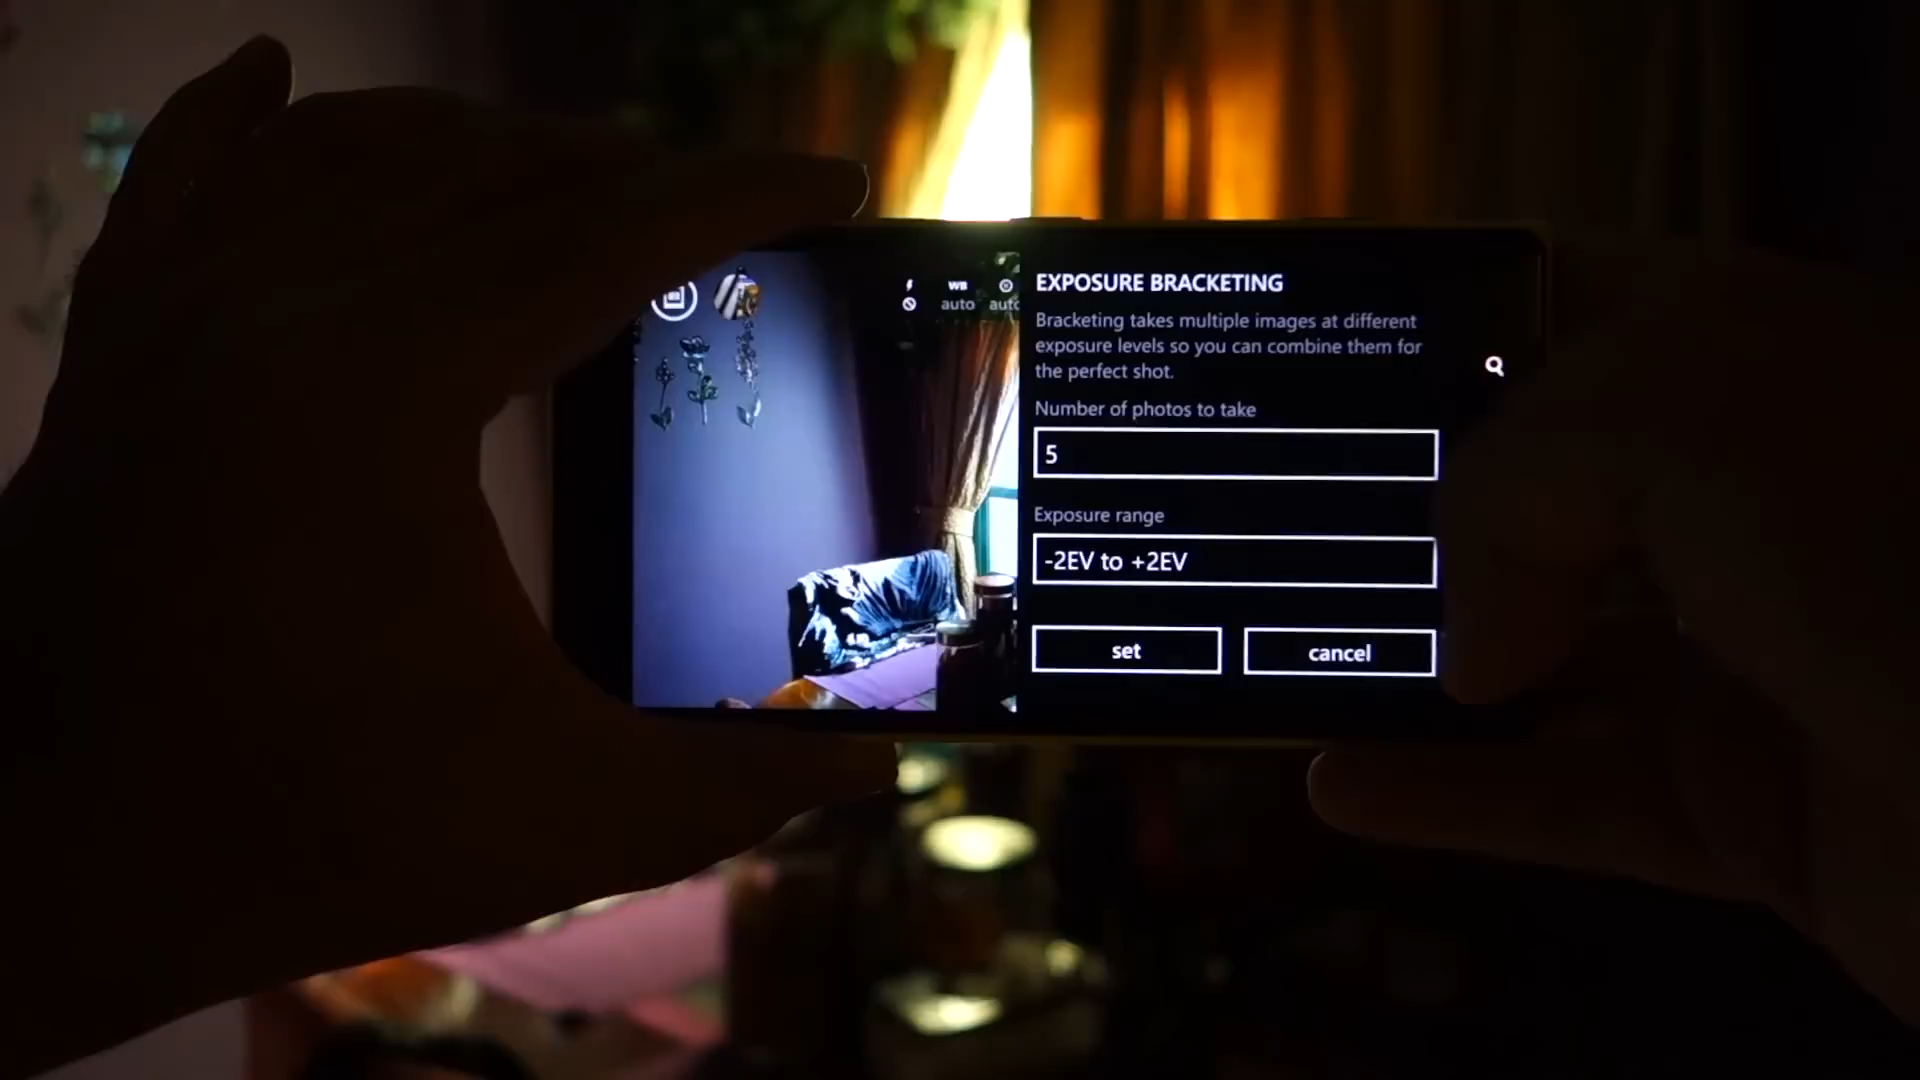 WB
auto auto
EXPOSURE BRACKETING
Bracketing takes multiple images at different
exposure levels so you can combine them for
the perfect shot.
Number of photos to take
5
Exposure range
-2EV to +2EV
set cancel